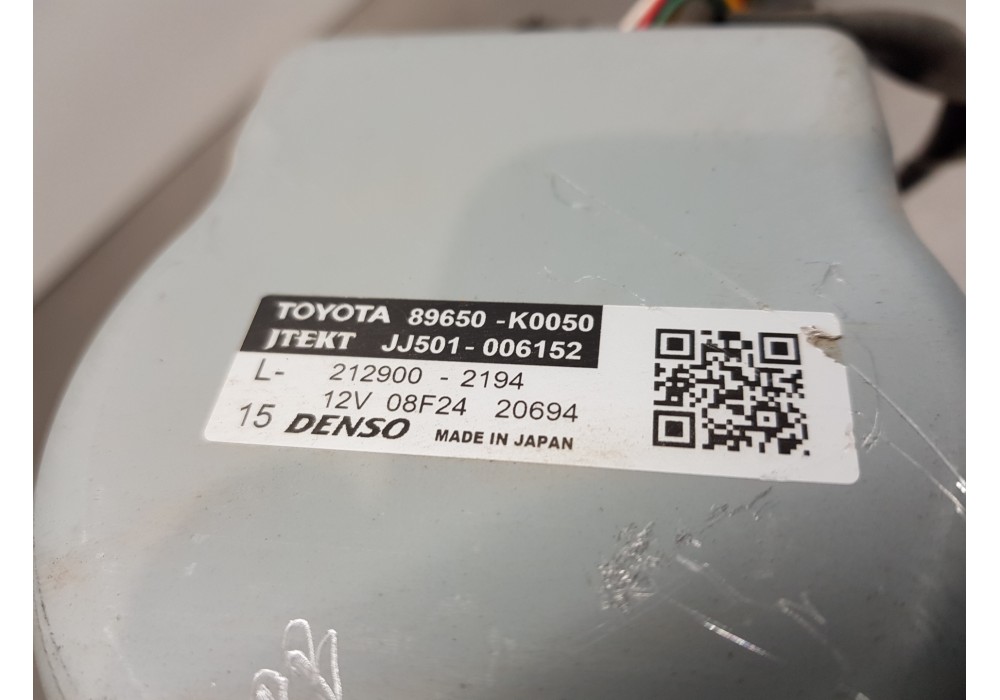 TOYOTA 89650 -K0050
JTEKT JJ501-006152
L- 212900 - 2194
12V 08F24 20694
15 DENSO MADE IN JAPAN